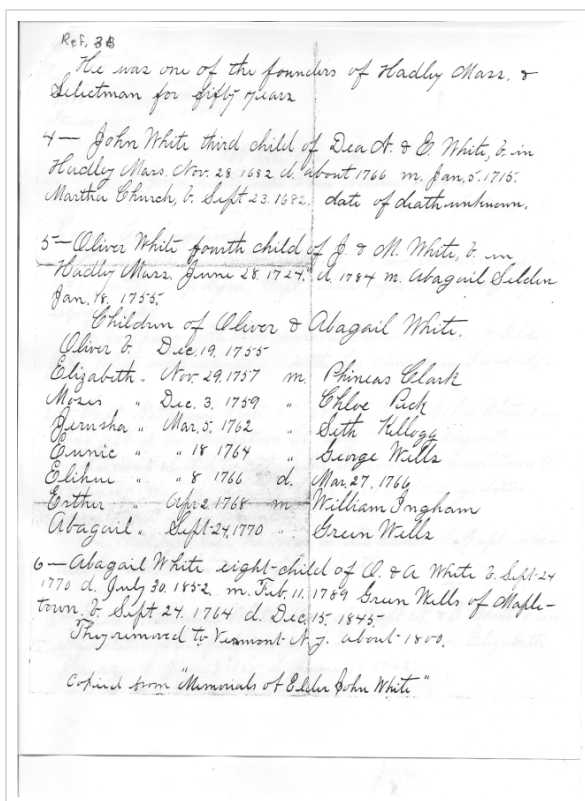 Ref. 3B
He was one of the founders of Hadley Mass. &
Selectman for fifty years
4— John White third child of Dea N. & E. White, b. in
Hadley Mass. Nov. 28 1682 d. about 1766 m. Jan. 5. 1715.
Martha Church, b. Sept 23. 1682. date of death unknown.
5— Oliver White fourth child of J. & M. White, b. in
Hadly Mass. June 28. 1724. d. 1784 m. Abagail Selden
Jan. 18. 1755
Children of Oliver & Abagail White.
Oliver b. Dec. 19, 1755
Elizabeth " Nov. 29. 1757 m. Phineas Clark
Moses " Dec. 3, 1759 " Chloe Peck
Jerusha " Mar. 5, 1762 " Seth Kellogg
Eunic " " 18 1764 " George Wells
Elihue " " 8 1766 d. Mar. 27, 1766
Erther " Apr 2, 1768 m William Ingham
Abagail " Sept-24, 1770 " Green Wells
6— Abagail White eight-child of O. & A White b. Sept-24
1770 d. July 30. 1852. m. Feb. 11. 1789 Green Wells of Maple-
town. b. Sept 24. 1764 d. Dec. 15, 1845-
They removed to Vermont N.Y. about 1800.
Copied from "Memorials of Elder John White"